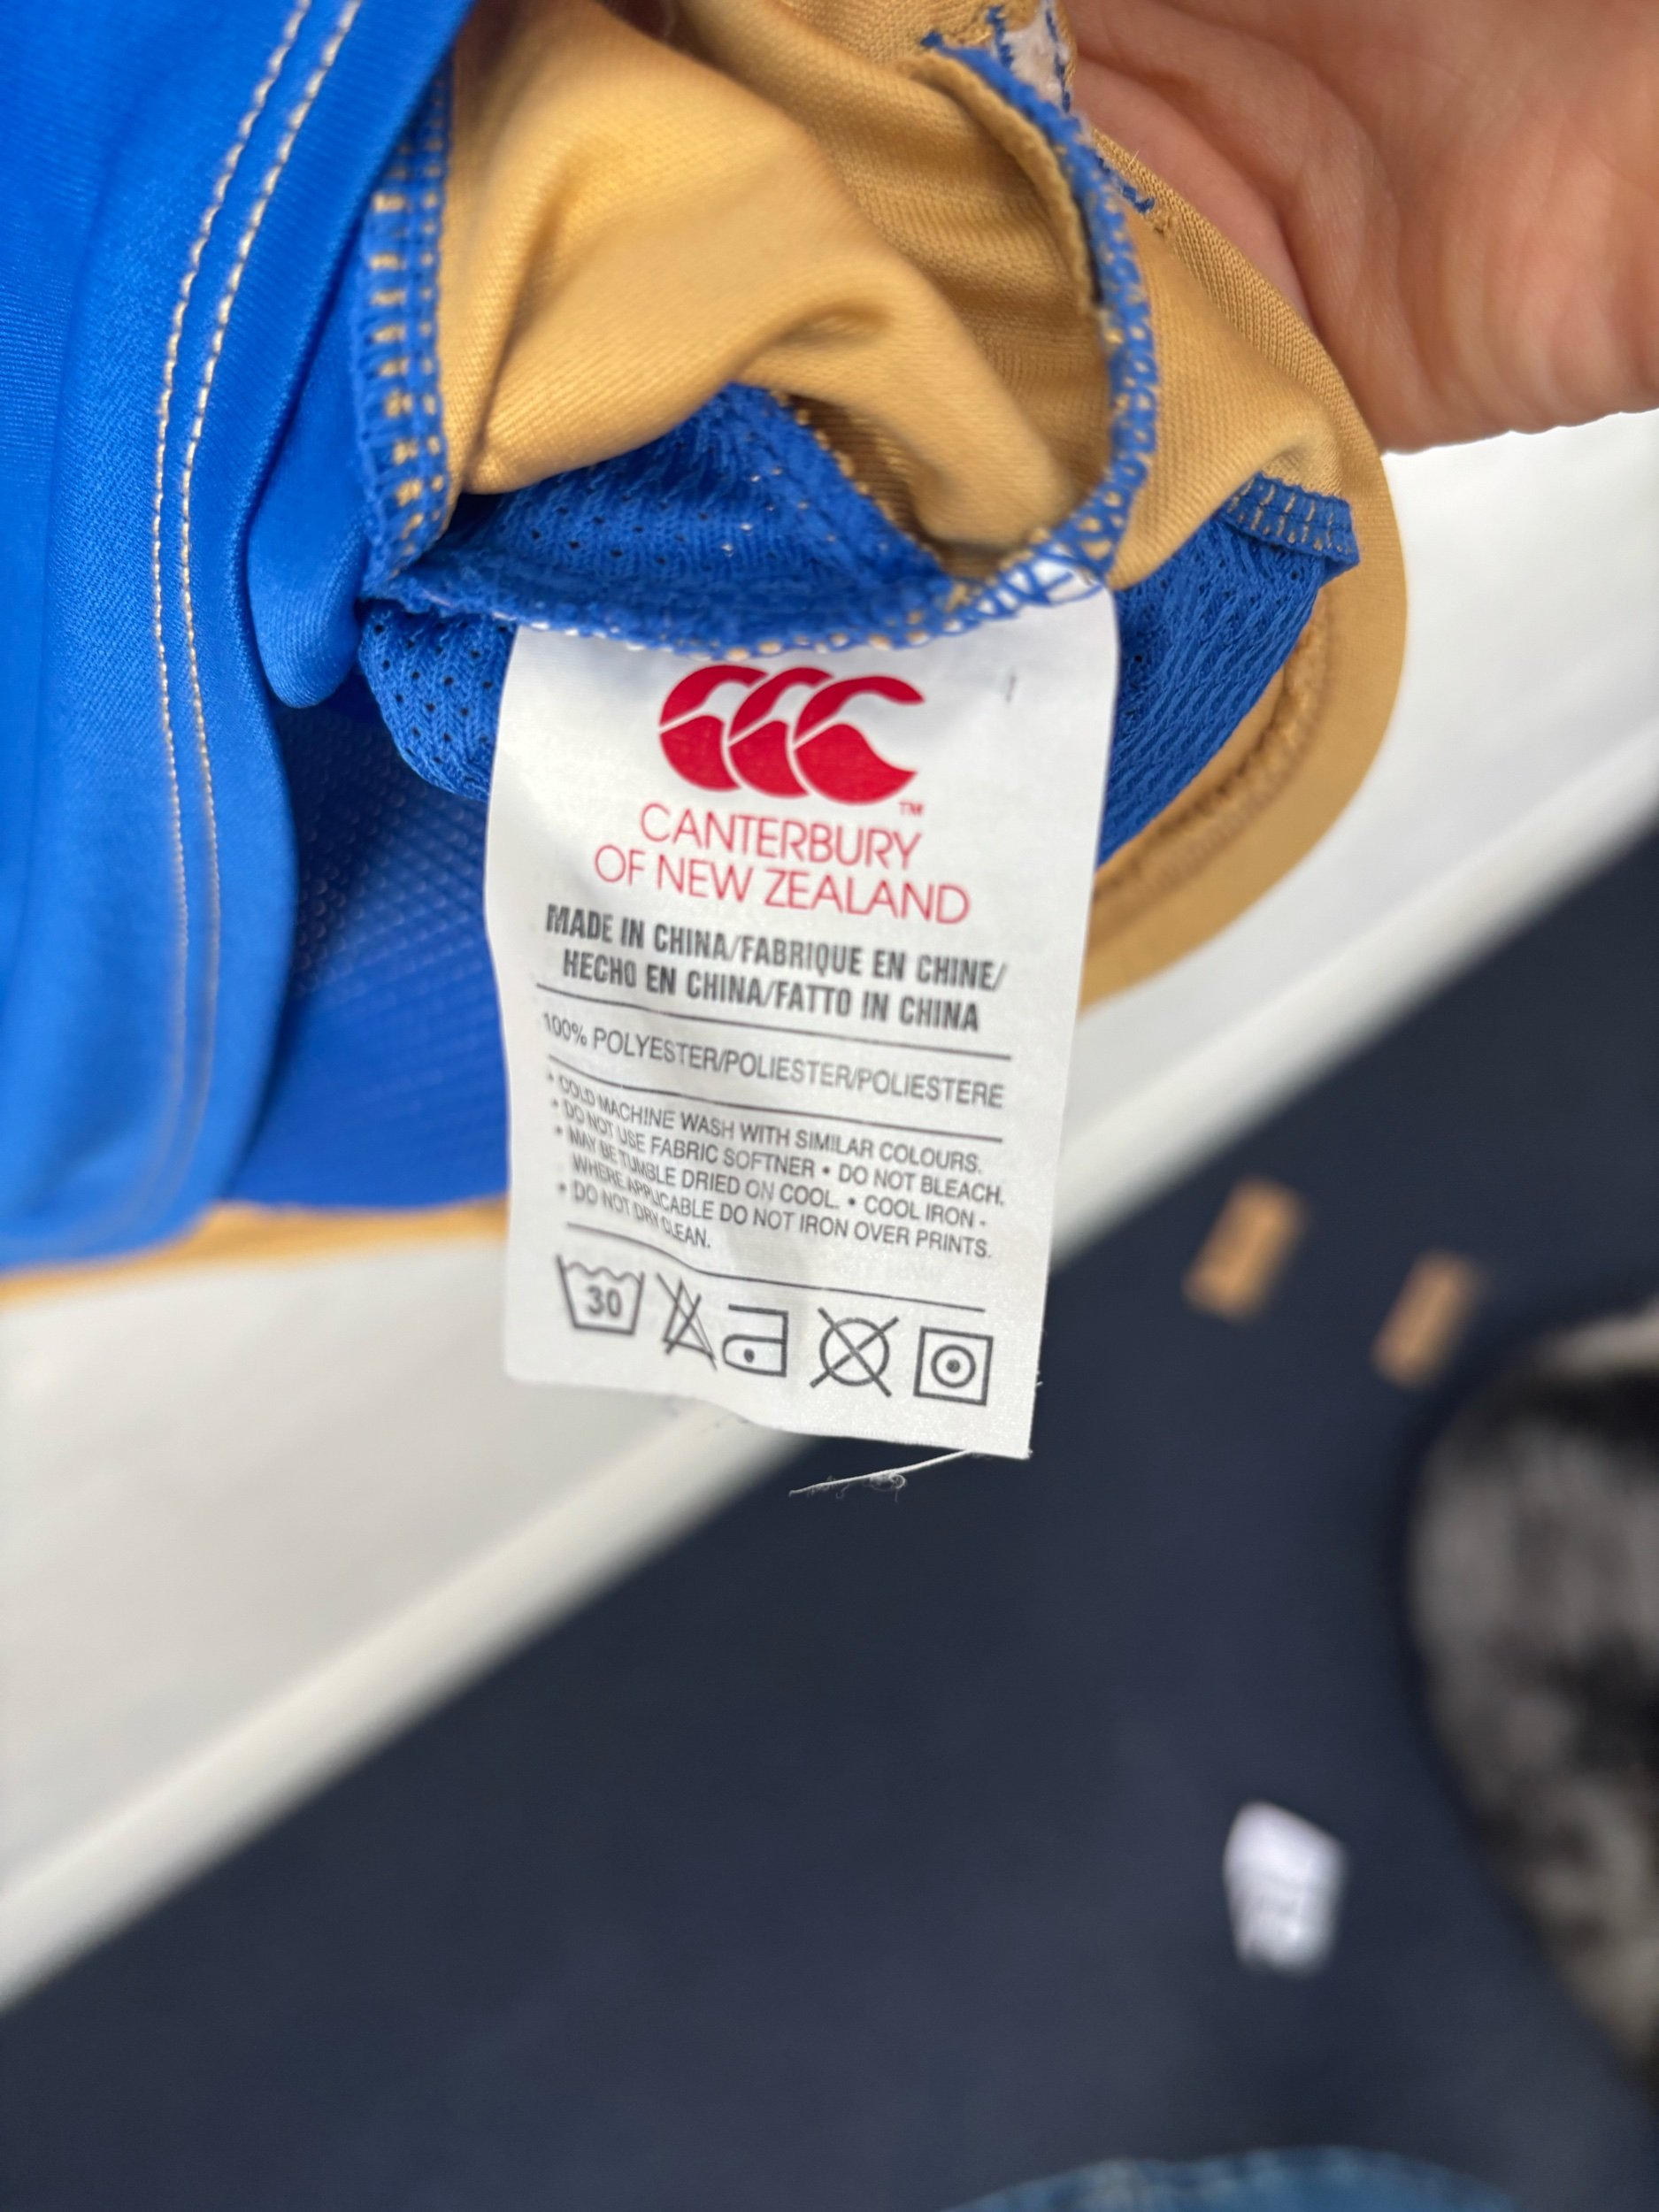 TM
CANTERBURY
OF NEW ZEALAND
MADE IN CHINA/FABRIQUE EN CHINE/
HECHO EN CHINA/FATTO IN CHINA
100% POLYESTER/POLIESTER/POLIESTERE
• COLD MACHINE WASH WITH SIMILAR COLOURS.
• DO NOT USE FABRIC SOFTNER • DO NOT BLEACH.
• MAY BE TUMBLE DRIED ON COOL. • COOL IRON -
WHERE APPLICABLE DO NOT IRON OVER PRINTS.
• DO NOT DRY CLEAN.
30